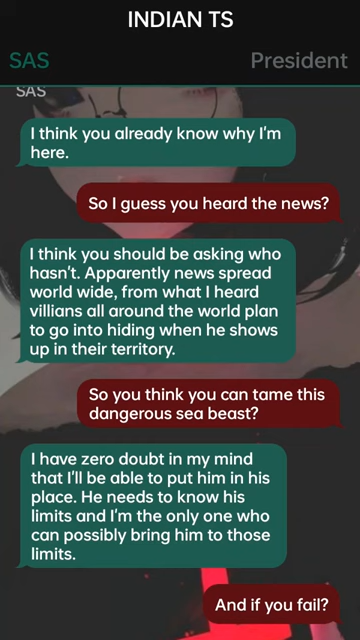 INDIAN TS
SAS
President
SAS
I think you already know why I'm
here.
So I guess you heard the news?
I think you should be asking who
hasn't. Apparently news spread
world wide, from what I heard
villians all around the world plan
to go into hiding when he shows
up in their territory.
So you think you can tame this
dangerous sea beast?
I have zero doubt in my mind
that I'll be able to put him in his
place. He needs to know his
limits and I'm the only one who
can possibly bring him to those
limits.
And if you fail?